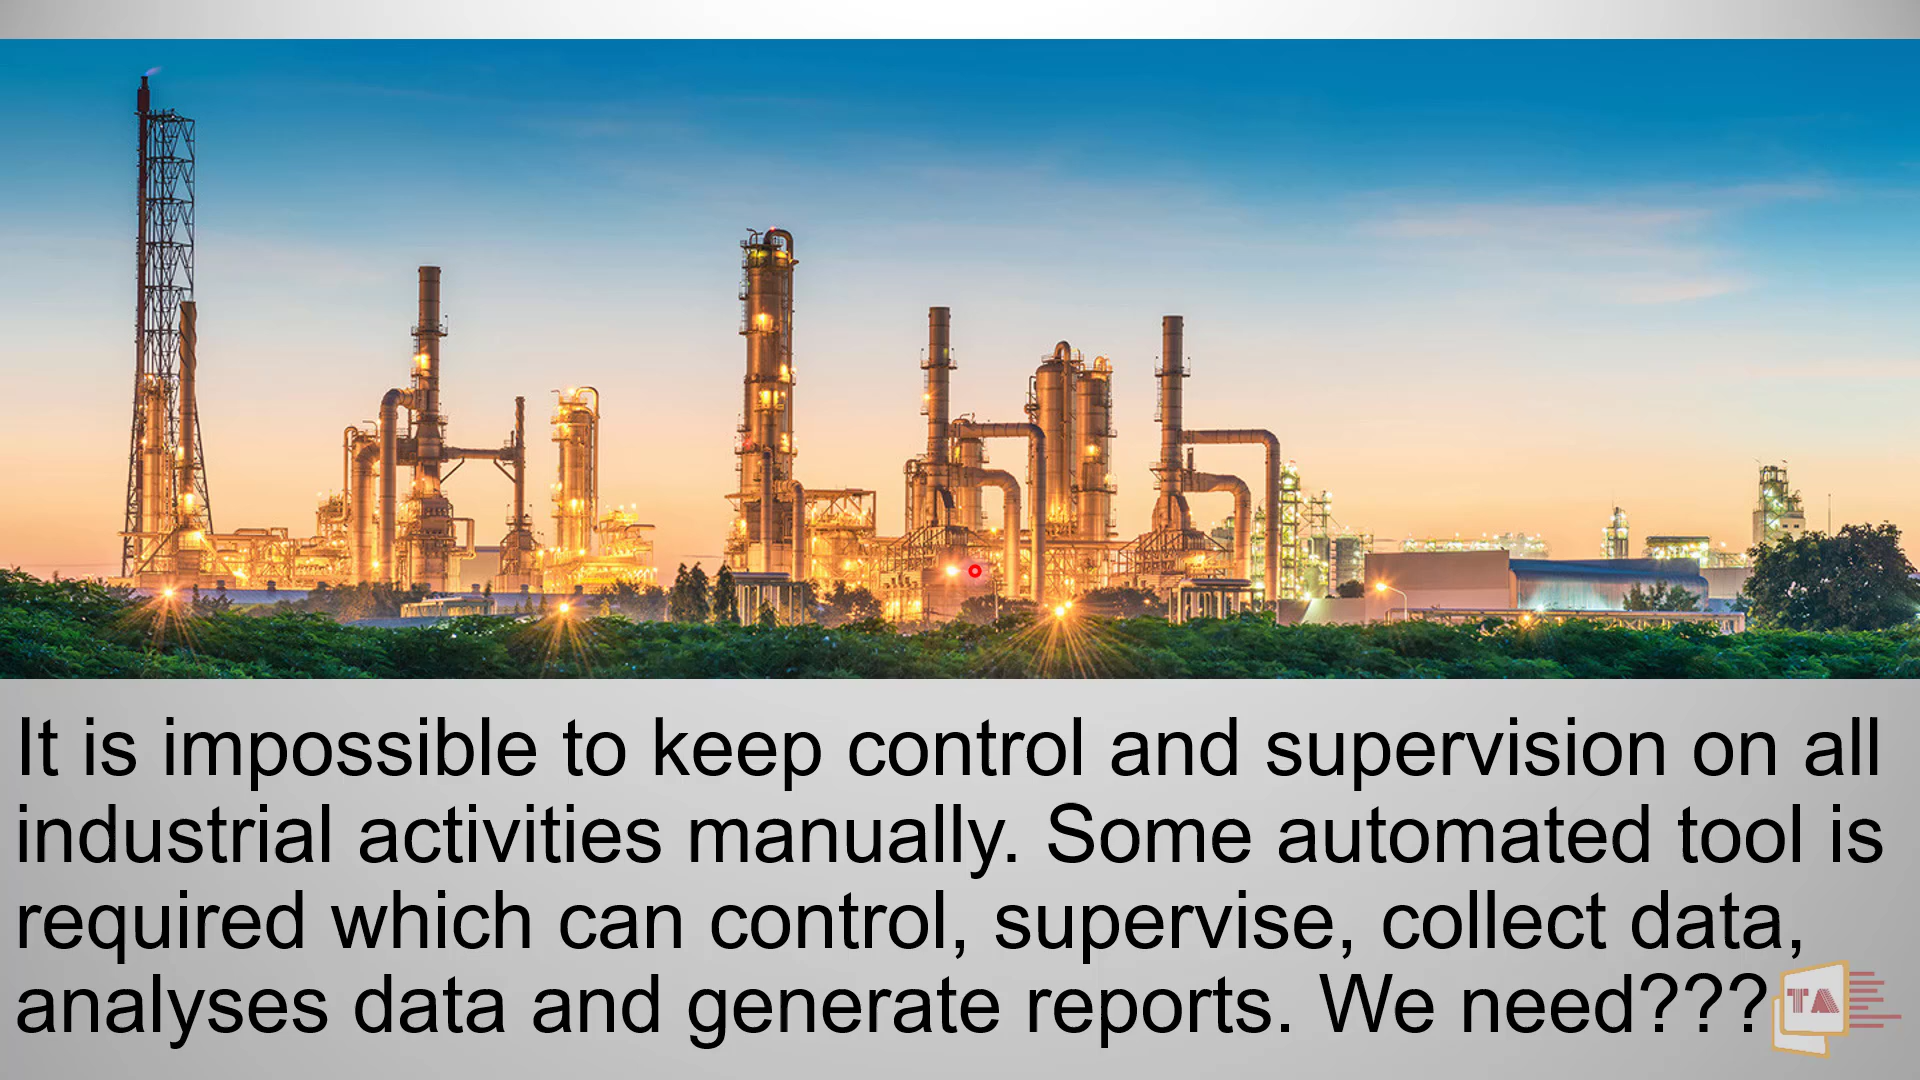 It is impossible to keep control and supervision on all
industrial activities manually. Some automated tool is
required which can control, supervise, collect data,
analyses data and generate reports. We need???
TA